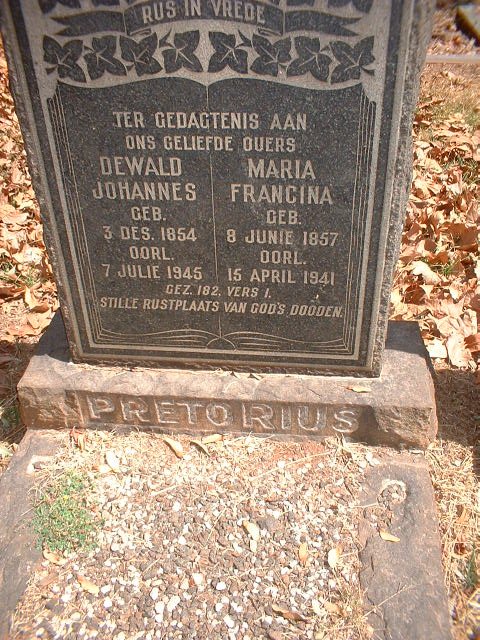 RUS IN VREDE
TER GEDAGTENIS AAN
ONS GELIEFDE OUERS
DEWALD MARIA
JOHANNES FRANCINA
GEB. GEB.
3 DES. 1854 8 JUNIE 1857
OORL. OORL.
7 JULIE 1945 15 APRIL 1941
GEZ. 182. VERS 1.
STILLE RUSTPLAATS VAN GOD'S DOODEN.
PRETORIUS